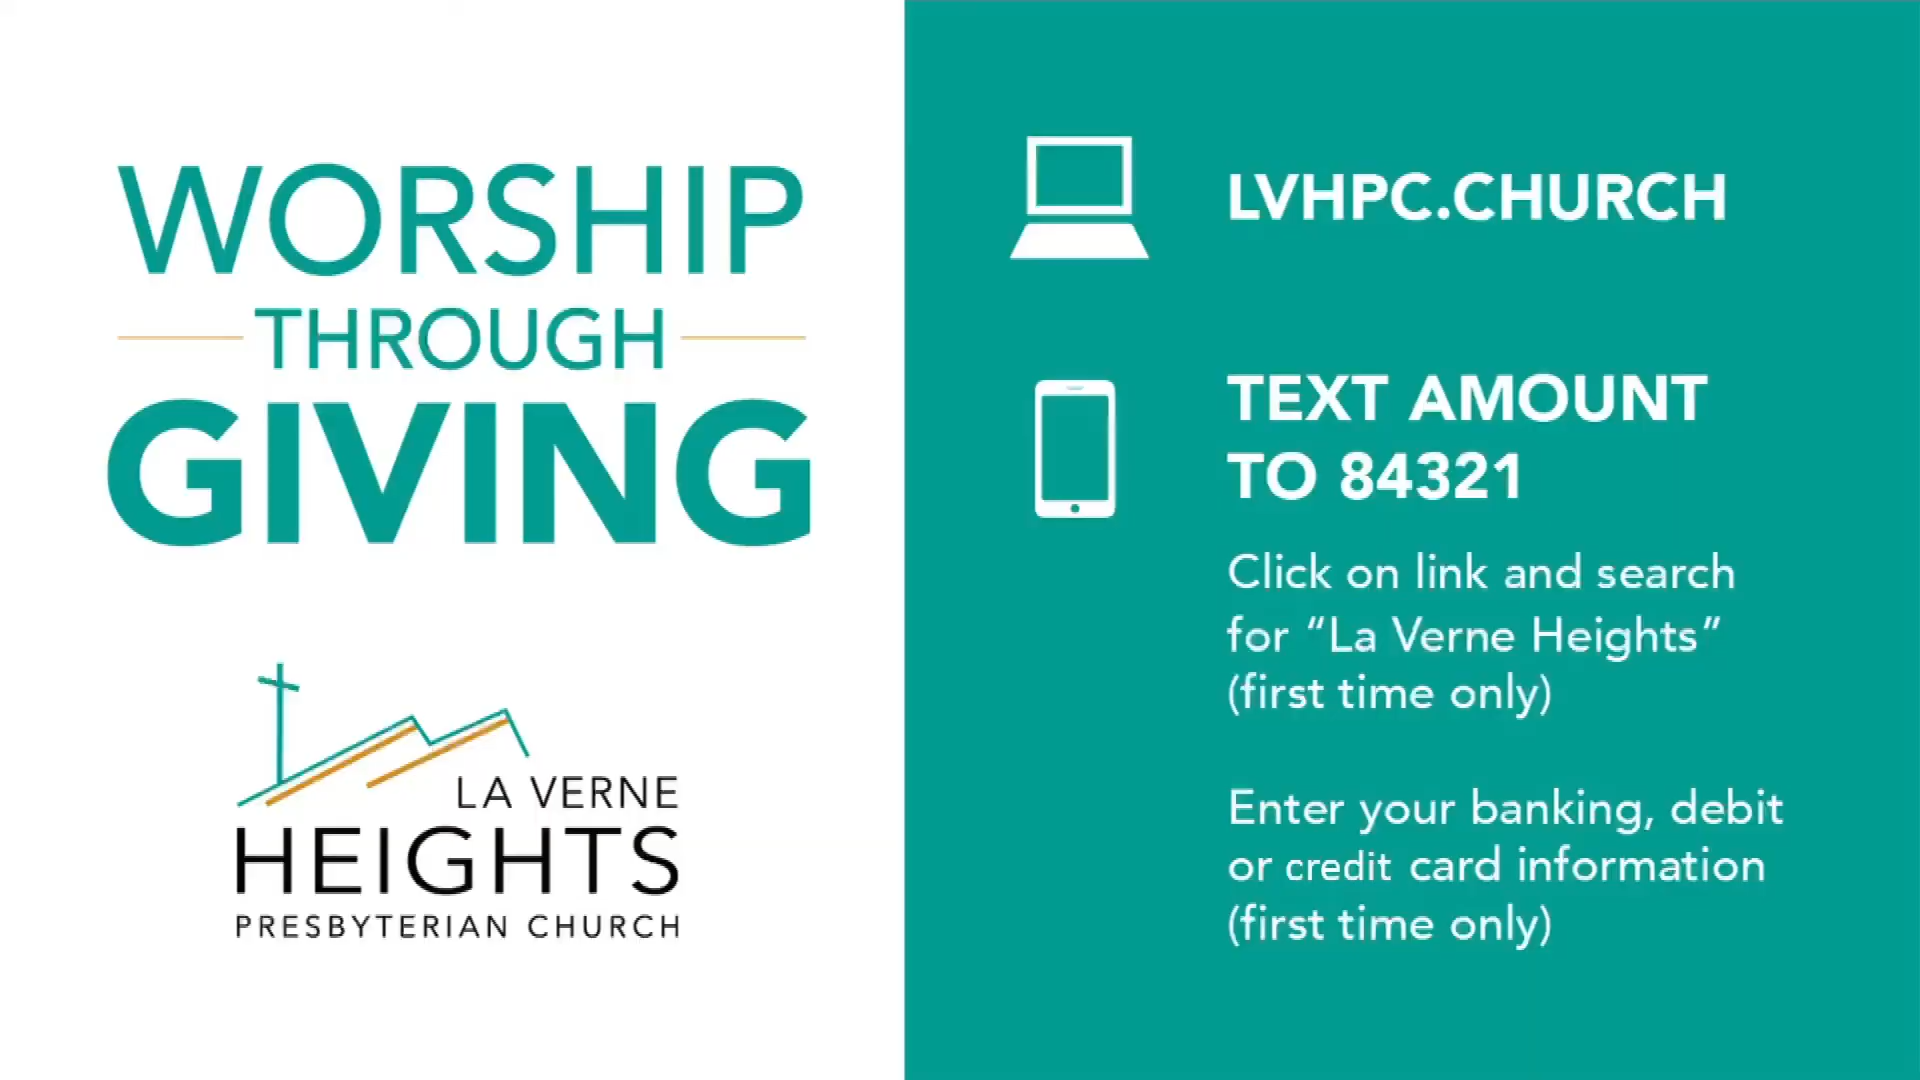 WORSHIP
THROUGH
GIVING
LA VERNE
HEIGHTS
PRESBYTERIAN CHURCH
LVHPC.CHURCH
TEXT AMOUNT
TO 84321
Click on link and search
for “La Verne Heights”
(first time only)
Enter your banking, debit
or credit card information
(first time only)